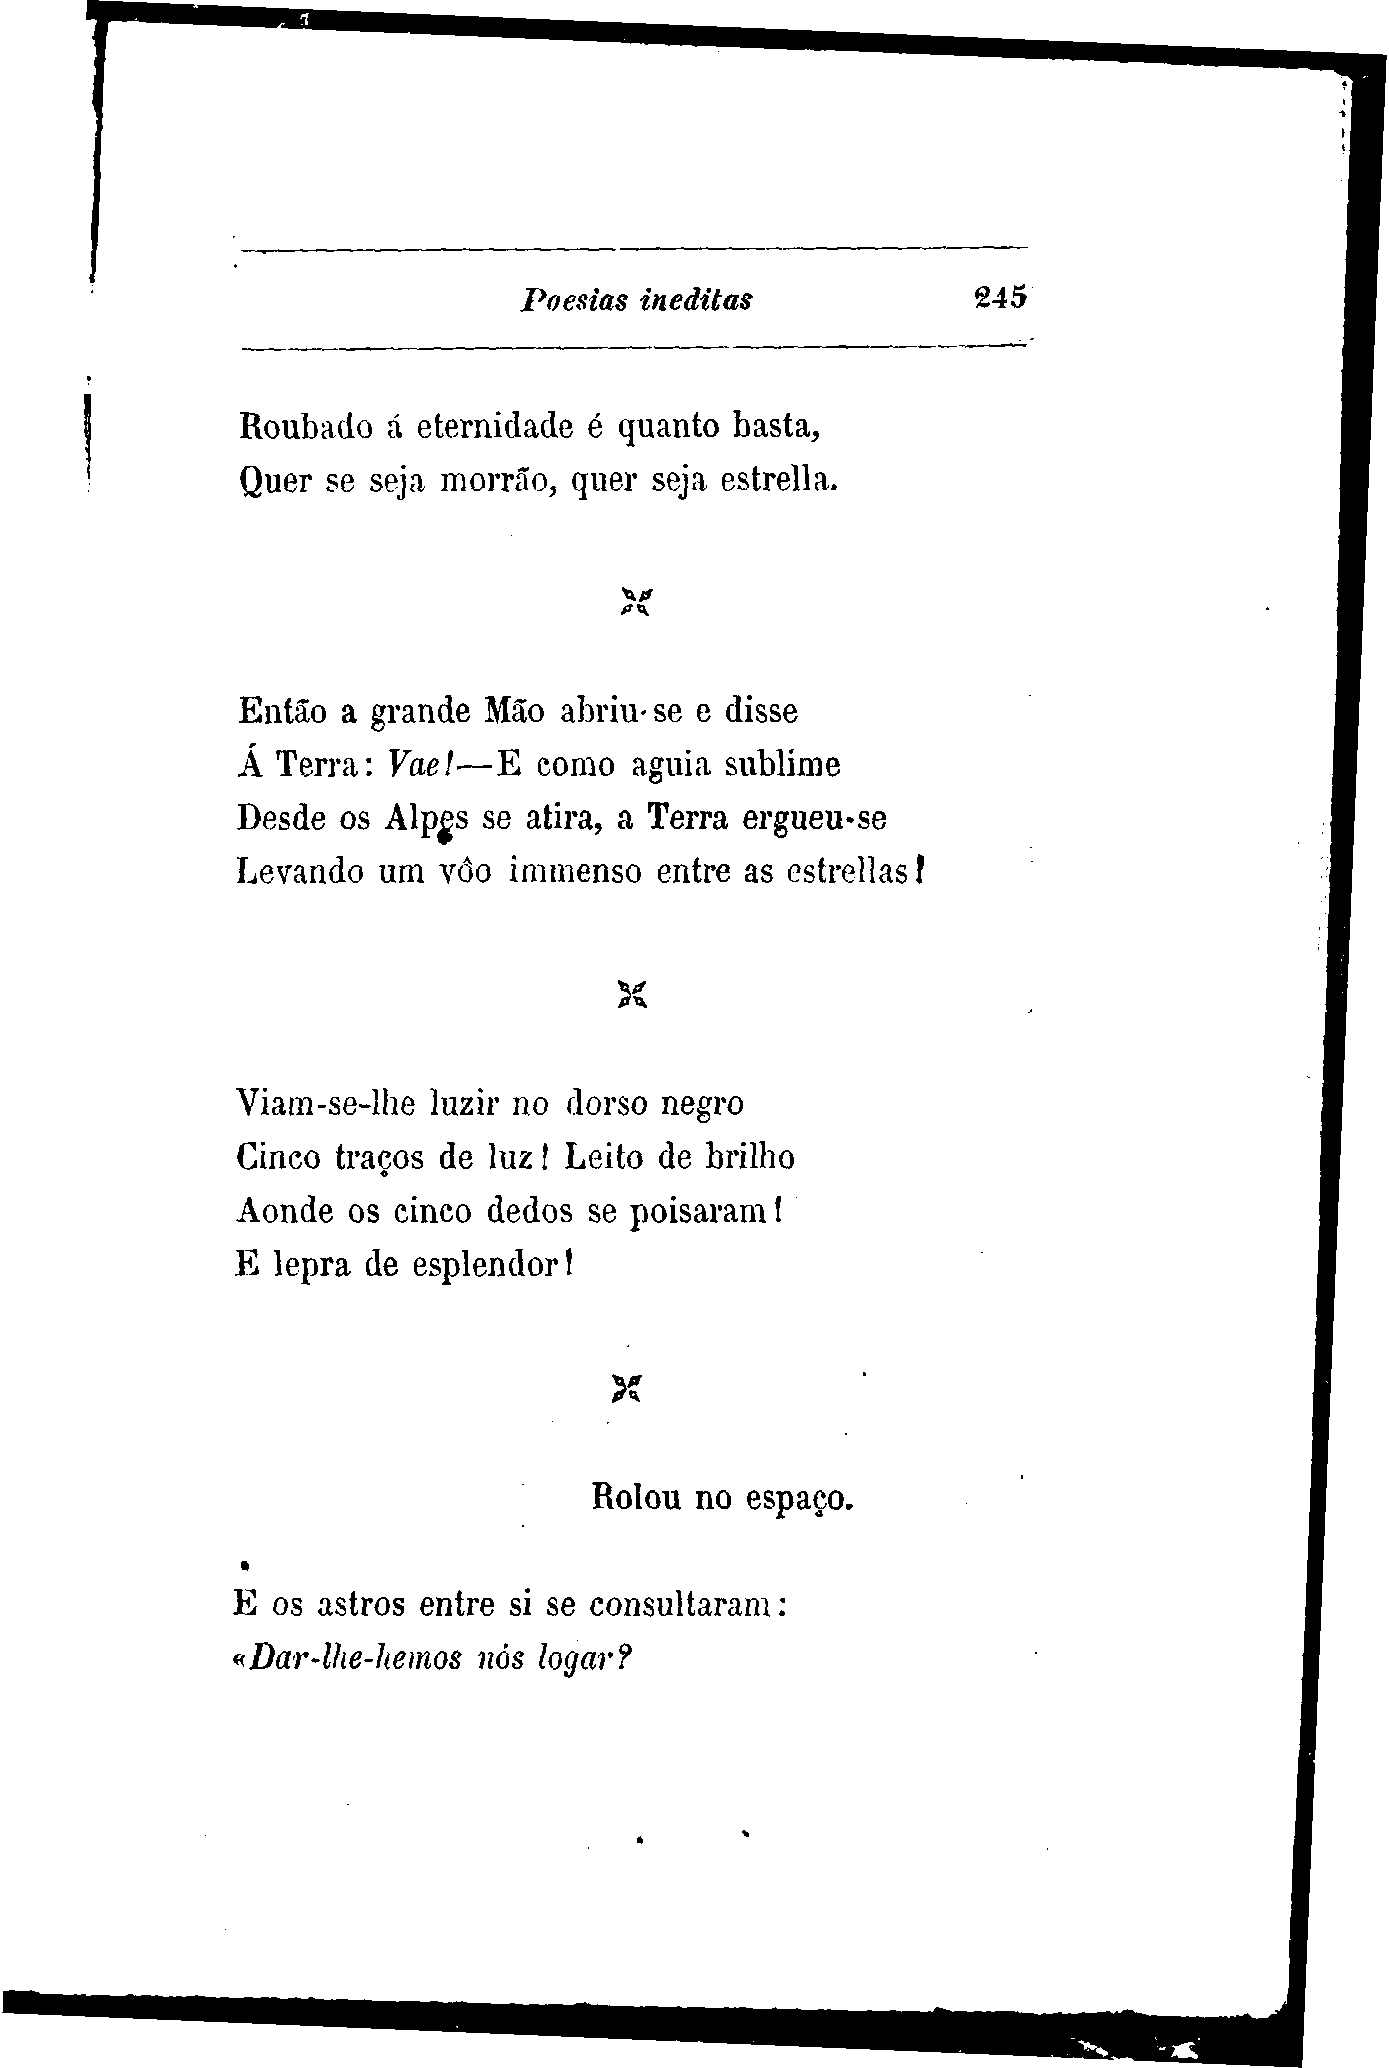 Poesias ineditas 245
Roubado á eternidade é quanto basta,
Quer se seja morrão, quer seja estrella.
Então a grande Mão abriu-se e disse
Á Terra: Vae!—E como aguia sublime
Desde os Alpes se atira, a Terra ergueu-se
Levando um vôo immenso entre as estrellas!
Viam-se-lhe luzir no dorso negro
Cinco traços de luz! Leito de brilho
Aonde os cinco dedos se poisaram!
E lepra de esplendor!
Rolou no espaço.
E os astros entre si se consultaram:
«Dar-lhe-hemos nós logar?